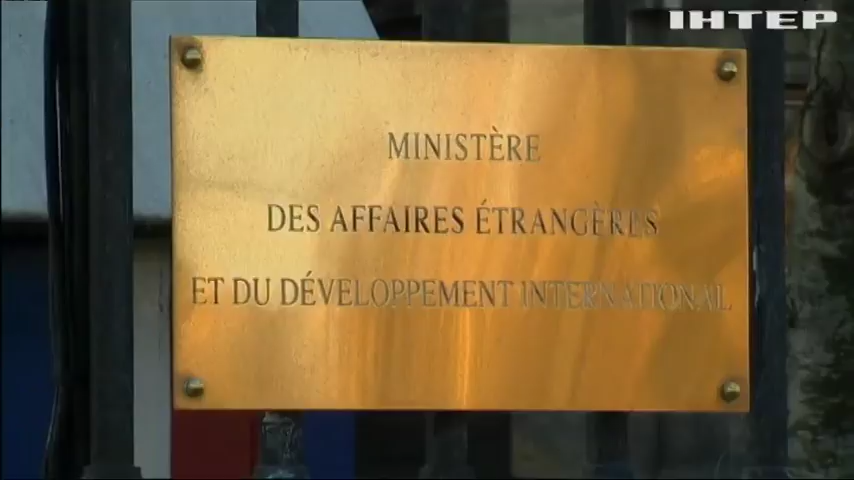 ІНТЕР
MINISTÈRE
DES AFFAIRES ÉTRANGÈRES
ET DU DÉVELOPPEMENT INTERNATIONAL